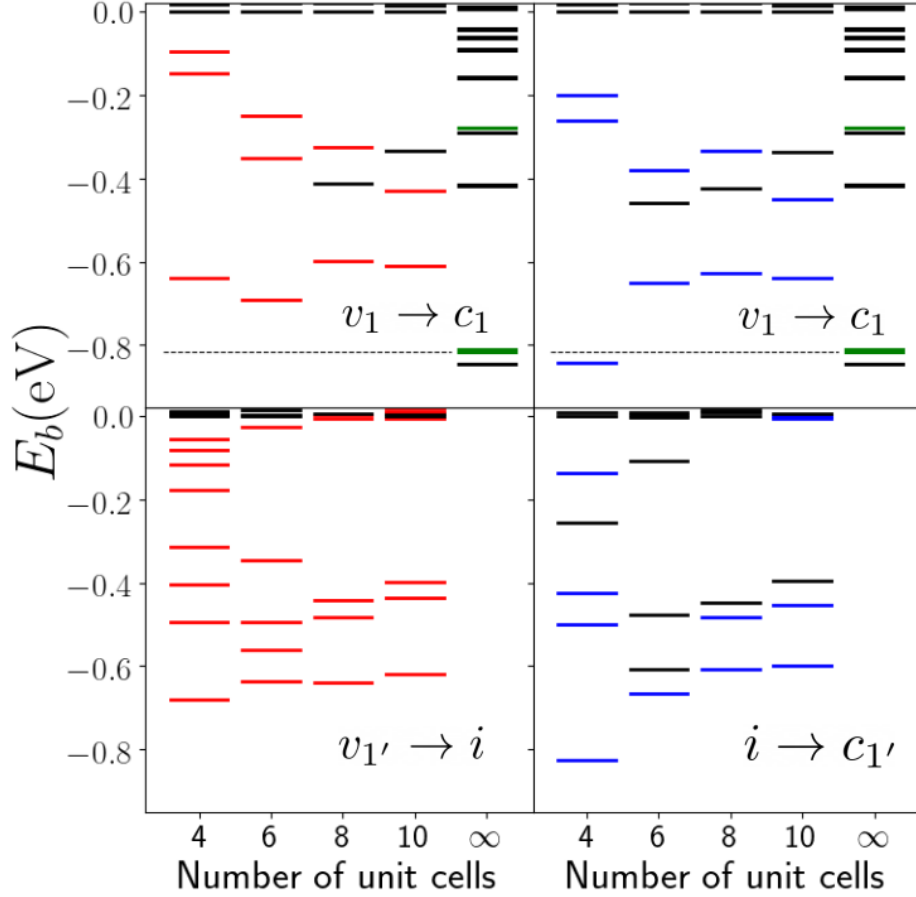 0.0
−0.2
−0.4
−0.6
−0.8
v₁ → c₁
v₁ → c₁
E_b(eV)
0.0
−0.2
−0.4
−0.6
−0.8
v₁′ → i
i → c₁′
4 6 8 10 ∞
4 6 8 10 ∞
Number of unit cells
Number of unit cells